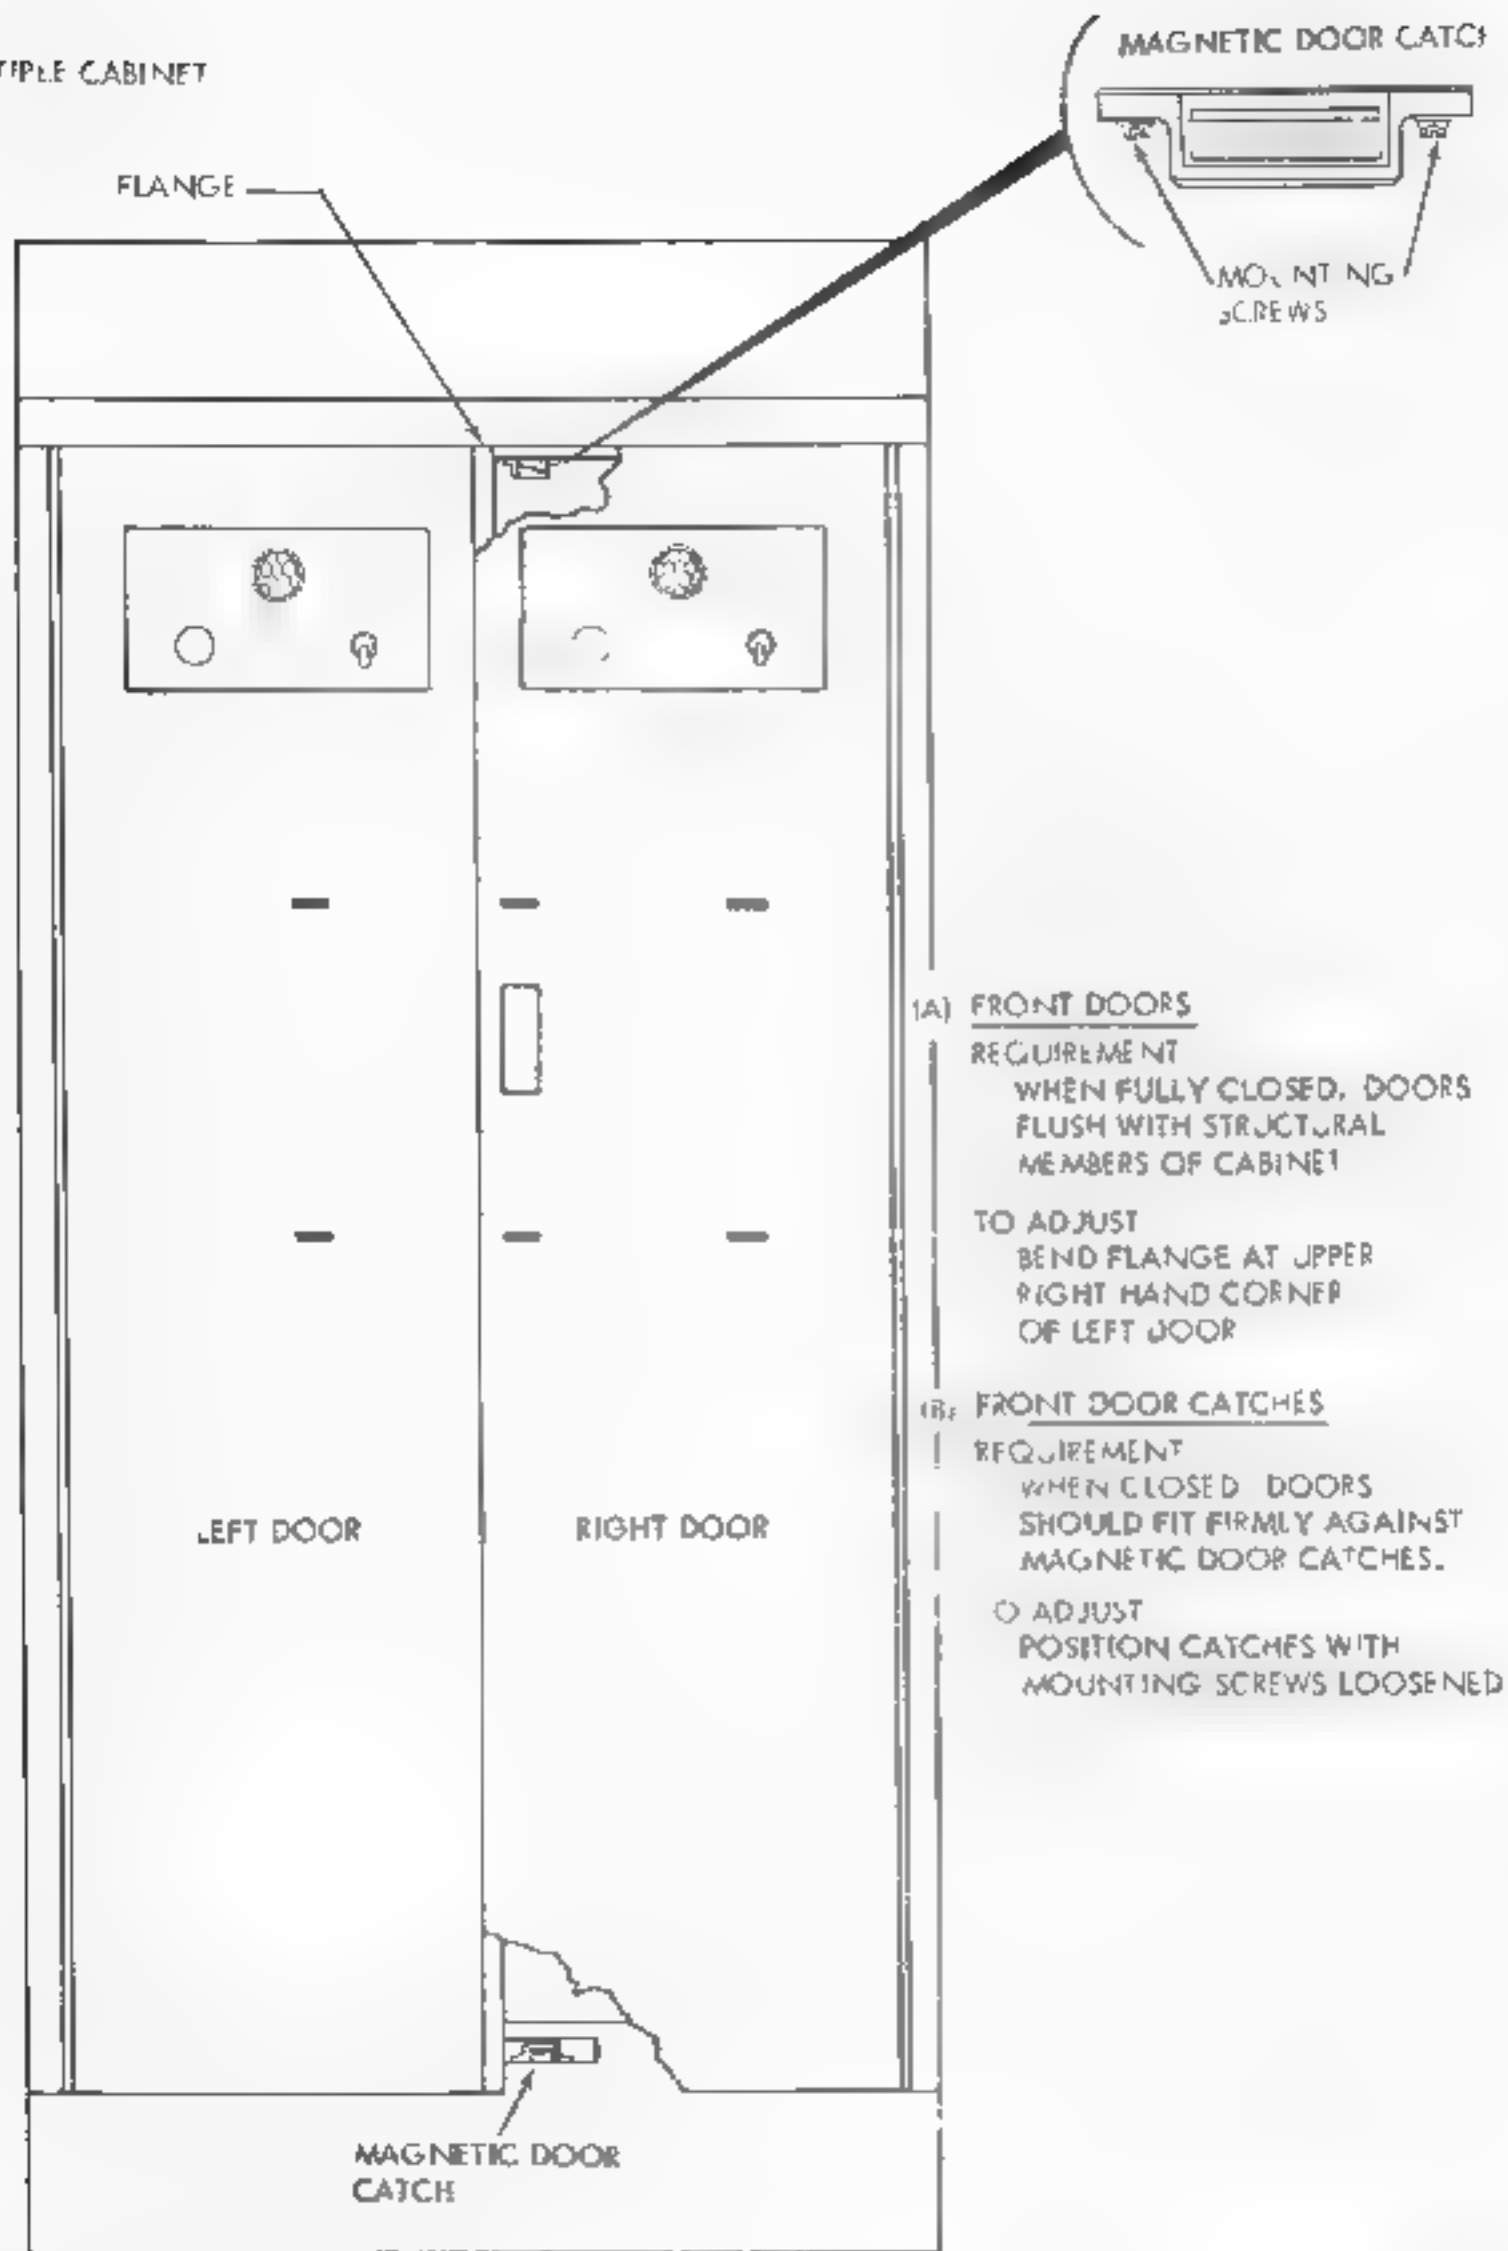 CABINET
MAGNETIC DOOR
FLANGE
MOUNTING
SCREWS
(A) FRONT DOORS
REQUIREMENT
WHEN FULLY CLOSED, DOORS
FLUSH WITH STRUCTURAL
MEMBERS OF CABINET
TO ADJUST
BEND FLANGE AT UPPER
RIGHT HAND CORNER
OF LEFT DOOR
(B) FRONT DOOR CATCHES
REQUIREMENT
WHEN CLOSED DOORS
SHOULD FIT FIRMLY AGAINST
MAGNETIC DOOR CATCHES.
ADJUST
POSITION CATCHES WITH
MOUNTING SCREWS LOOSENED
LEFT DOOR
RIGHT DOOR
MAGNETIC DOOR
CATCH